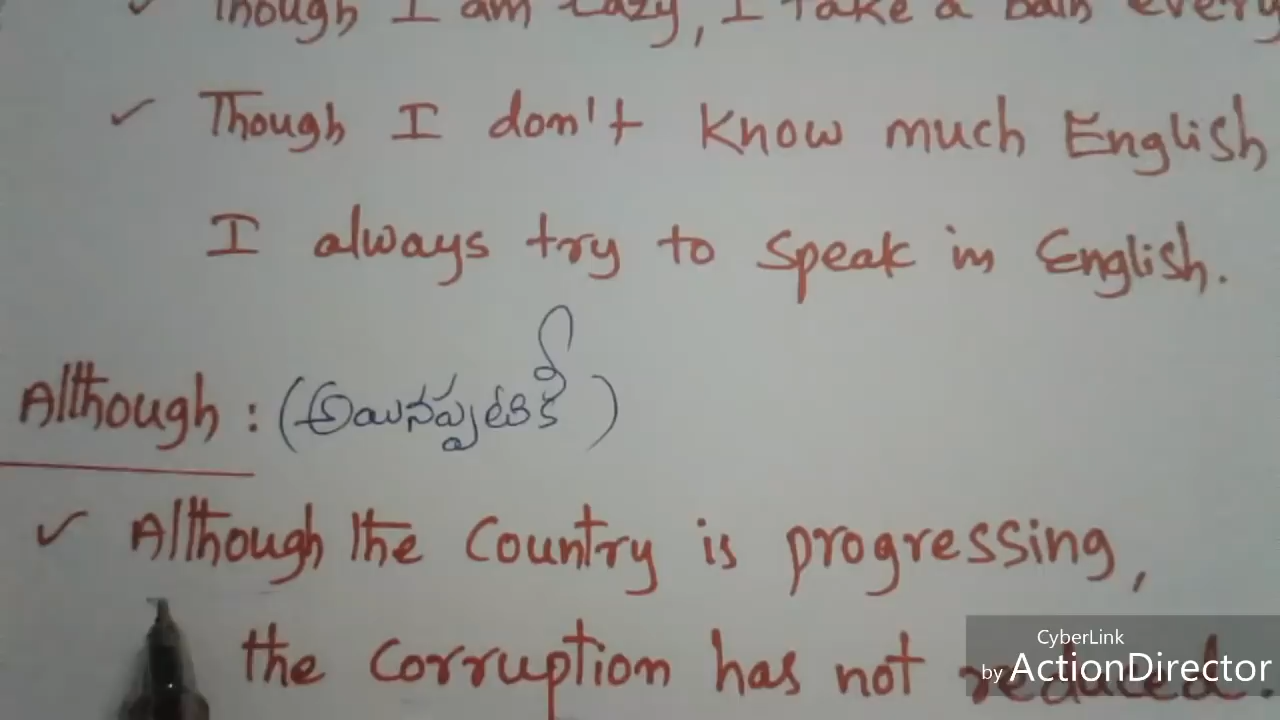 Though I am Lazy, I take a bath every
Though I don't know much English
I always try to speak in English.
Although : (అయినప్పటికీ)
Although the Country is progressing,
the corruption has not reduced.
CyberLink
by ActionDirector